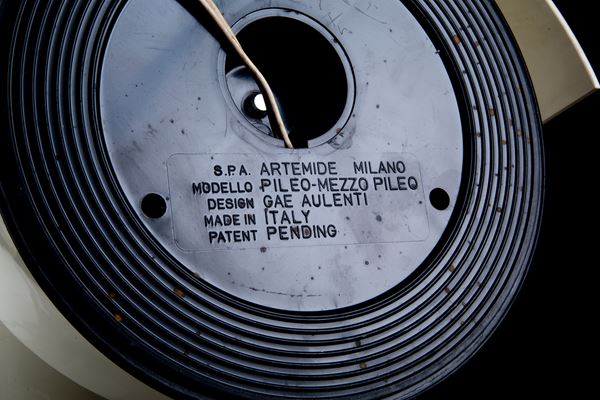 S.P.A. ARTEMIDE MILANO
MODELLO PILEO-MEZZO PILEO
DESIGN GAE AULENTI
MADE IN ITALY
PATENT PENDING